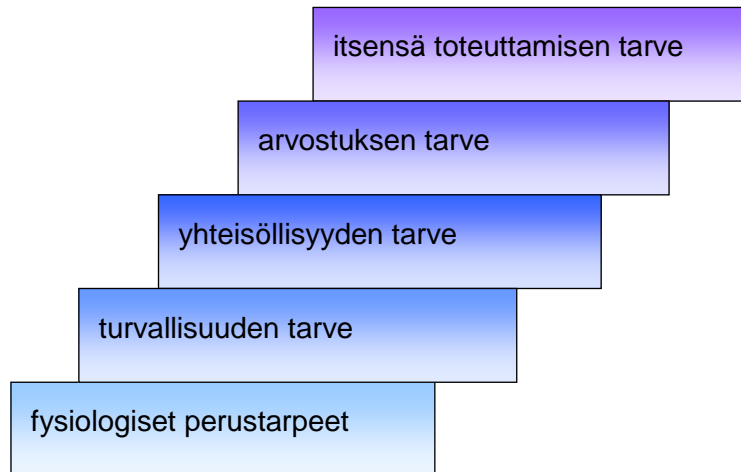 itsensä toteuttamisen tarve
arvostuksen tarve
yhteisöllisyyden tarve
turvallisuuden tarve
fysiologiset perustarpeet